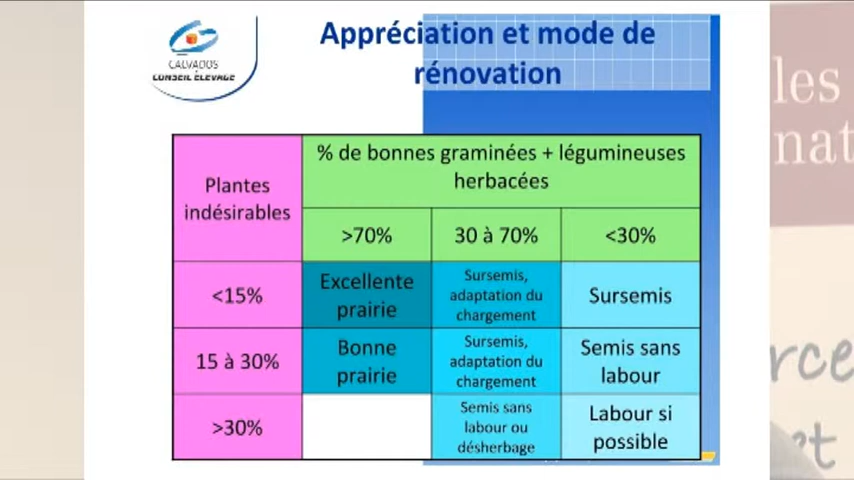 Appréciation et mode de
rénovation
CALVADOS
CONSEIL ÉLEVAGE
Plantes
indésirables
% de bonnes graminées + légumineuses
herbacées
>70%
30 à 70%
<30%
<15%
Excellente
prairie
Sursemis,
adaptation du
chargement
Sursemis
15 à 30%
Bonne
prairie
Sursemis,
adaptation du
chargement
Semis sans
labour
>30%
Semis sans
labour ou
désherbage
Labour si
possible
les
nat
rce
et